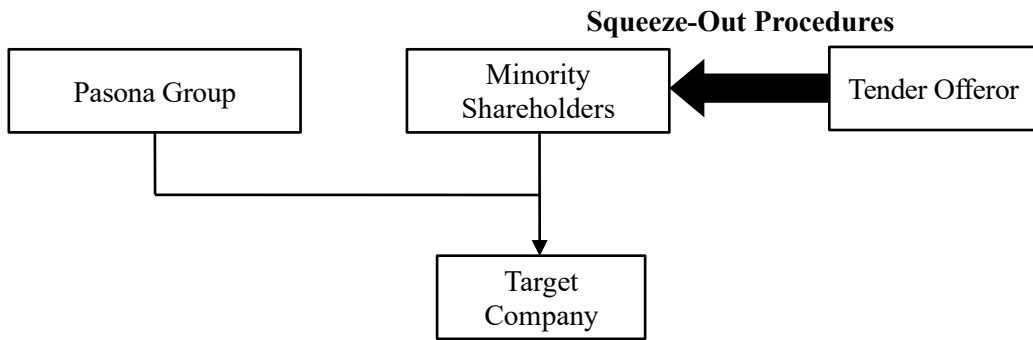 Squeeze-Out Procedures
Pasona Group
Minority
Shareholders
Tender Offeror
Target
Company